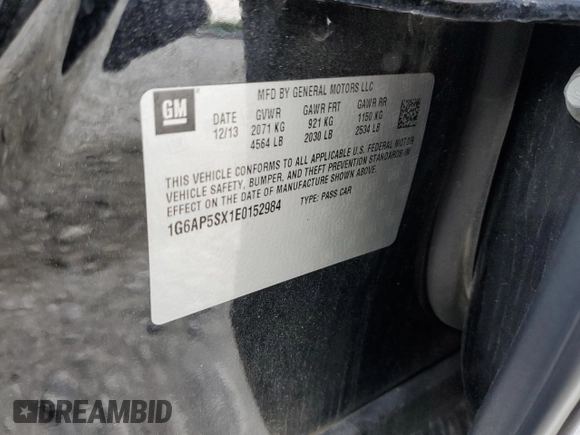 GM
MFD BY GENERAL MOTORS LLC
DATE GVWR GAWR FRT GAWR RR
12/13 2071 KG 921 KG 1150 KG
4564 LB 2030 LB 2534 LB
THIS VEHICLE CONFORMS TO ALL APPLICABLE U.S. FEDERAL MOTOR
VEHICLE SAFETY, BUMPER, AND THEFT PREVENTION STANDARDS IN
EFFECT ON THE DATE OF MANUFACTURE SHOWN ABOVE.
1G6AP5SX1E0152984 TYPE: PASS CAR
DREAMBID